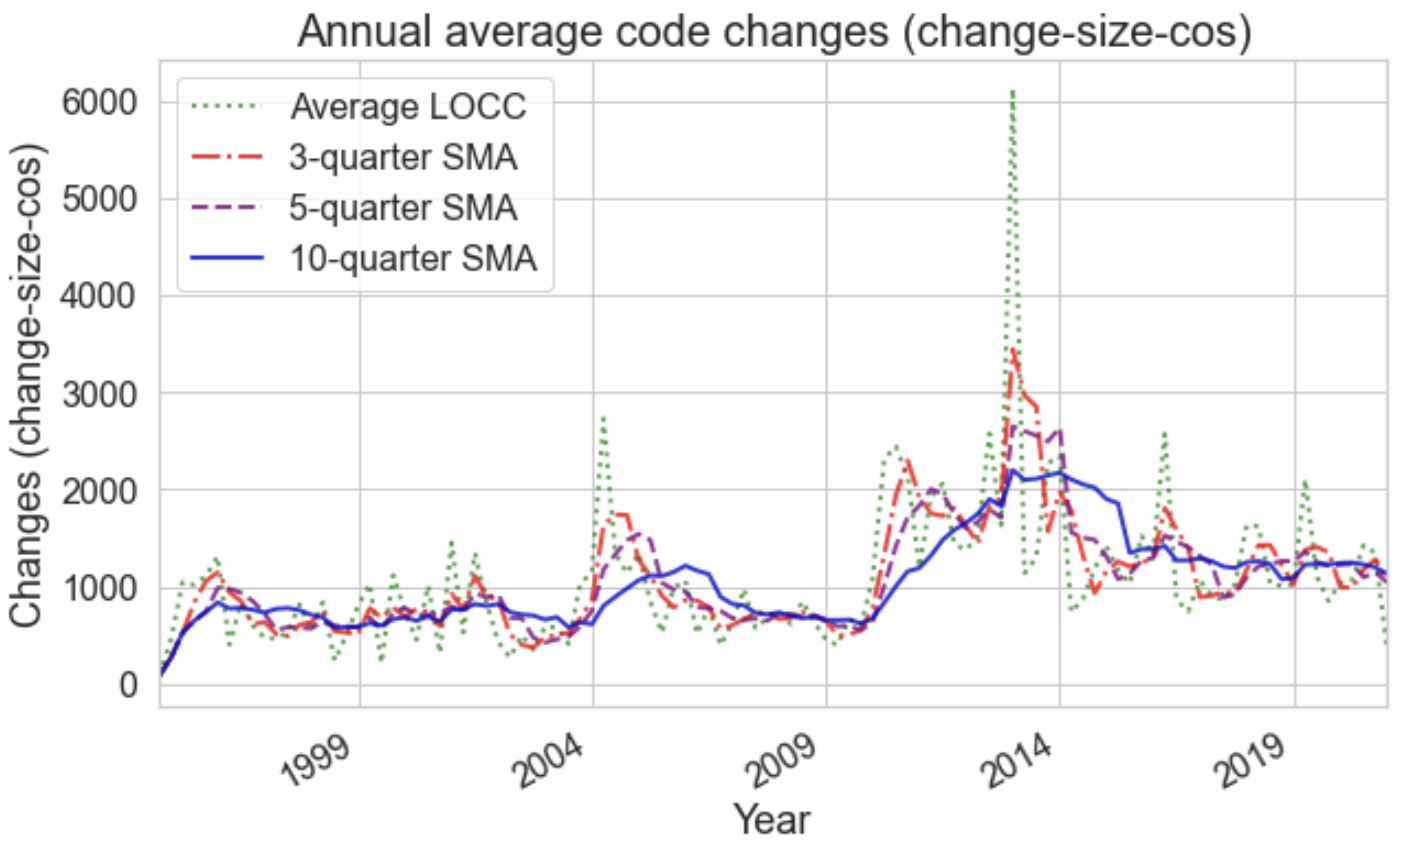 Annual average code changes (change-size-cos)
6000
5000
4000
3000
2000
1000
0
Changes (change-size-cos)
Average LOCC
3-quarter SMA
5-quarter SMA
10-quarter SMA
1999
2004
2009
2014
2019
Year